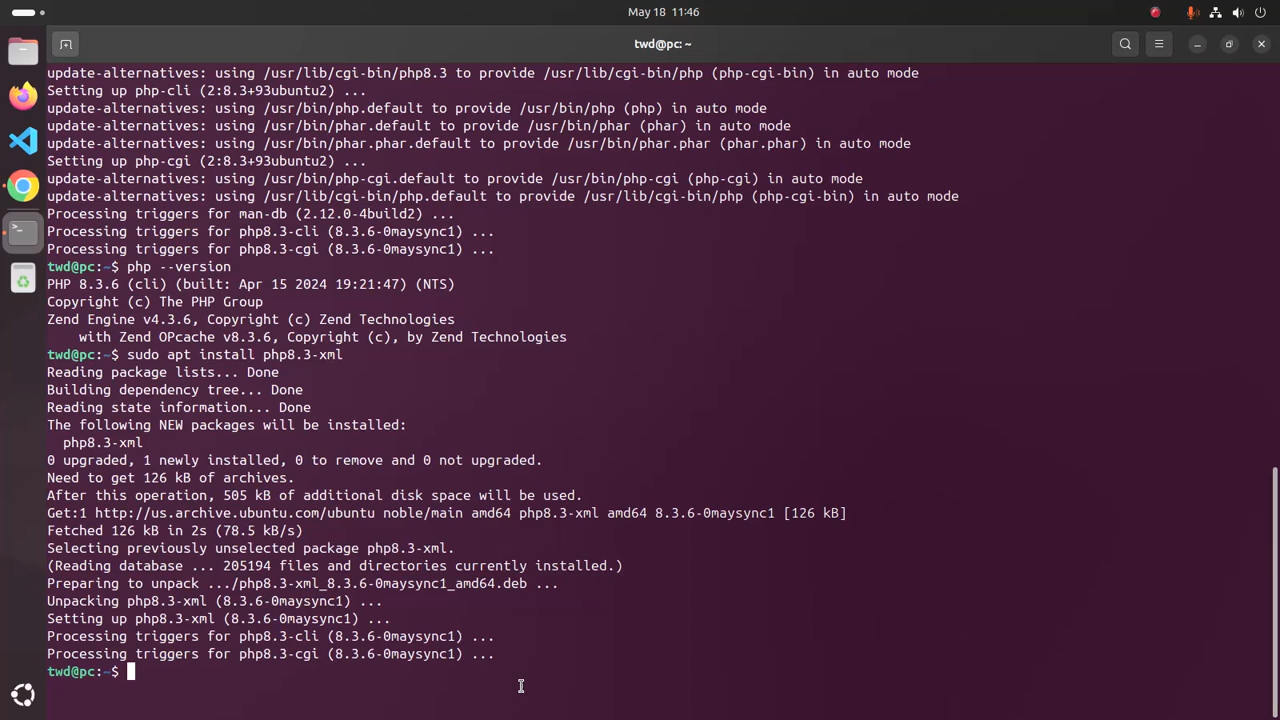 May 18 11:46
twd@pc: ~
update-alternatives: using /usr/lib/cgi-bin/php8.3 to provide /usr/lib/cgi-bin/php (php-cgi-bin) in auto mode
Setting up php-cli (2:8.3+93ubuntu2) ...
update-alternatives: using /usr/bin/php.default to provide /usr/bin/php (php) in auto mode
update-alternatives: using /usr/bin/phar.default to provide /usr/bin/phar (phar) in auto mode
update-alternatives: using /usr/bin/phar.phar.default to provide /usr/bin/phar.phar (phar.phar) in auto mode
Setting up php-cgi (2:8.3+93ubuntu2) ...
update-alternatives: using /usr/bin/php-cgi.default to provide /usr/bin/php-cgi (php-cgi) in auto mode
update-alternatives: using /usr/lib/cgi-bin/php.default to provide /usr/lib/cgi-bin/php (php-cgi-bin) in auto mode
Processing triggers for man-db (2.12.0-4build2) ...
Processing triggers for php8.3-cli (8.3.6-0maysync1) ...
Processing triggers for php8.3-cgi (8.3.6-0maysync1) ...
twd@pc:~$ php --version
PHP 8.3.6 (cli) (built: Apr 15 2024 19:21:47) (NTS)
Copyright (c) The PHP Group
Zend Engine v4.3.6, Copyright (c) Zend Technologies
    with Zend OPcache v8.3.6, Copyright (c), by Zend Technologies
twd@pc:~$ sudo apt install php8.3-xml
Reading package lists... Done
Building dependency tree... Done
Reading state information... Done
The following NEW packages will be installed:
  php8.3-xml
0 upgraded, 1 newly installed, 0 to remove and 0 not upgraded.
Need to get 126 kB of archives.
After this operation, 505 kB of additional disk space will be used.
Get:1 http://us.archive.ubuntu.com/ubuntu noble/main amd64 php8.3-xml amd64 8.3.6-0maysync1 [126 kB]
Fetched 126 kB in 2s (78.5 kB/s)
Selecting previously unselected package php8.3-xml.
(Reading database ... 205194 files and directories currently installed.)
Preparing to unpack .../php8.3-xml_8.3.6-0maysync1_amd64.deb ...
Unpacking php8.3-xml (8.3.6-0maysync1) ...
Setting up php8.3-xml (8.3.6-0maysync1) ...
Processing triggers for php8.3-cli (8.3.6-0maysync1) ...
Processing triggers for php8.3-cgi (8.3.6-0maysync1) ...
twd@pc:~$